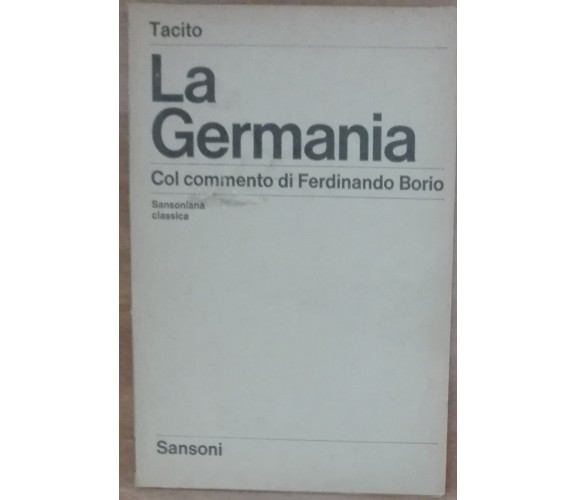 Tacito
La
Germania
Col commento di Ferdinando Borio
Sansoniana
classica
Sansoni